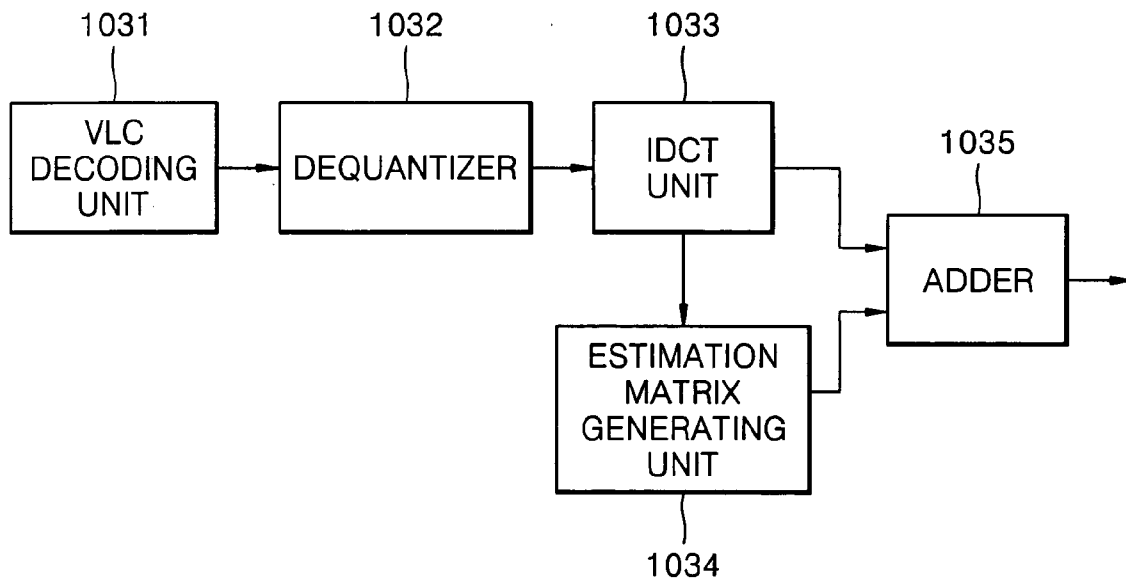 1031
1032
1033
1035
VLC
DECODING
UNIT
DEQUANTIZER
IDCT
UNIT
ADDER
ESTIMATION
MATRIX
GENERATING
UNIT
1034